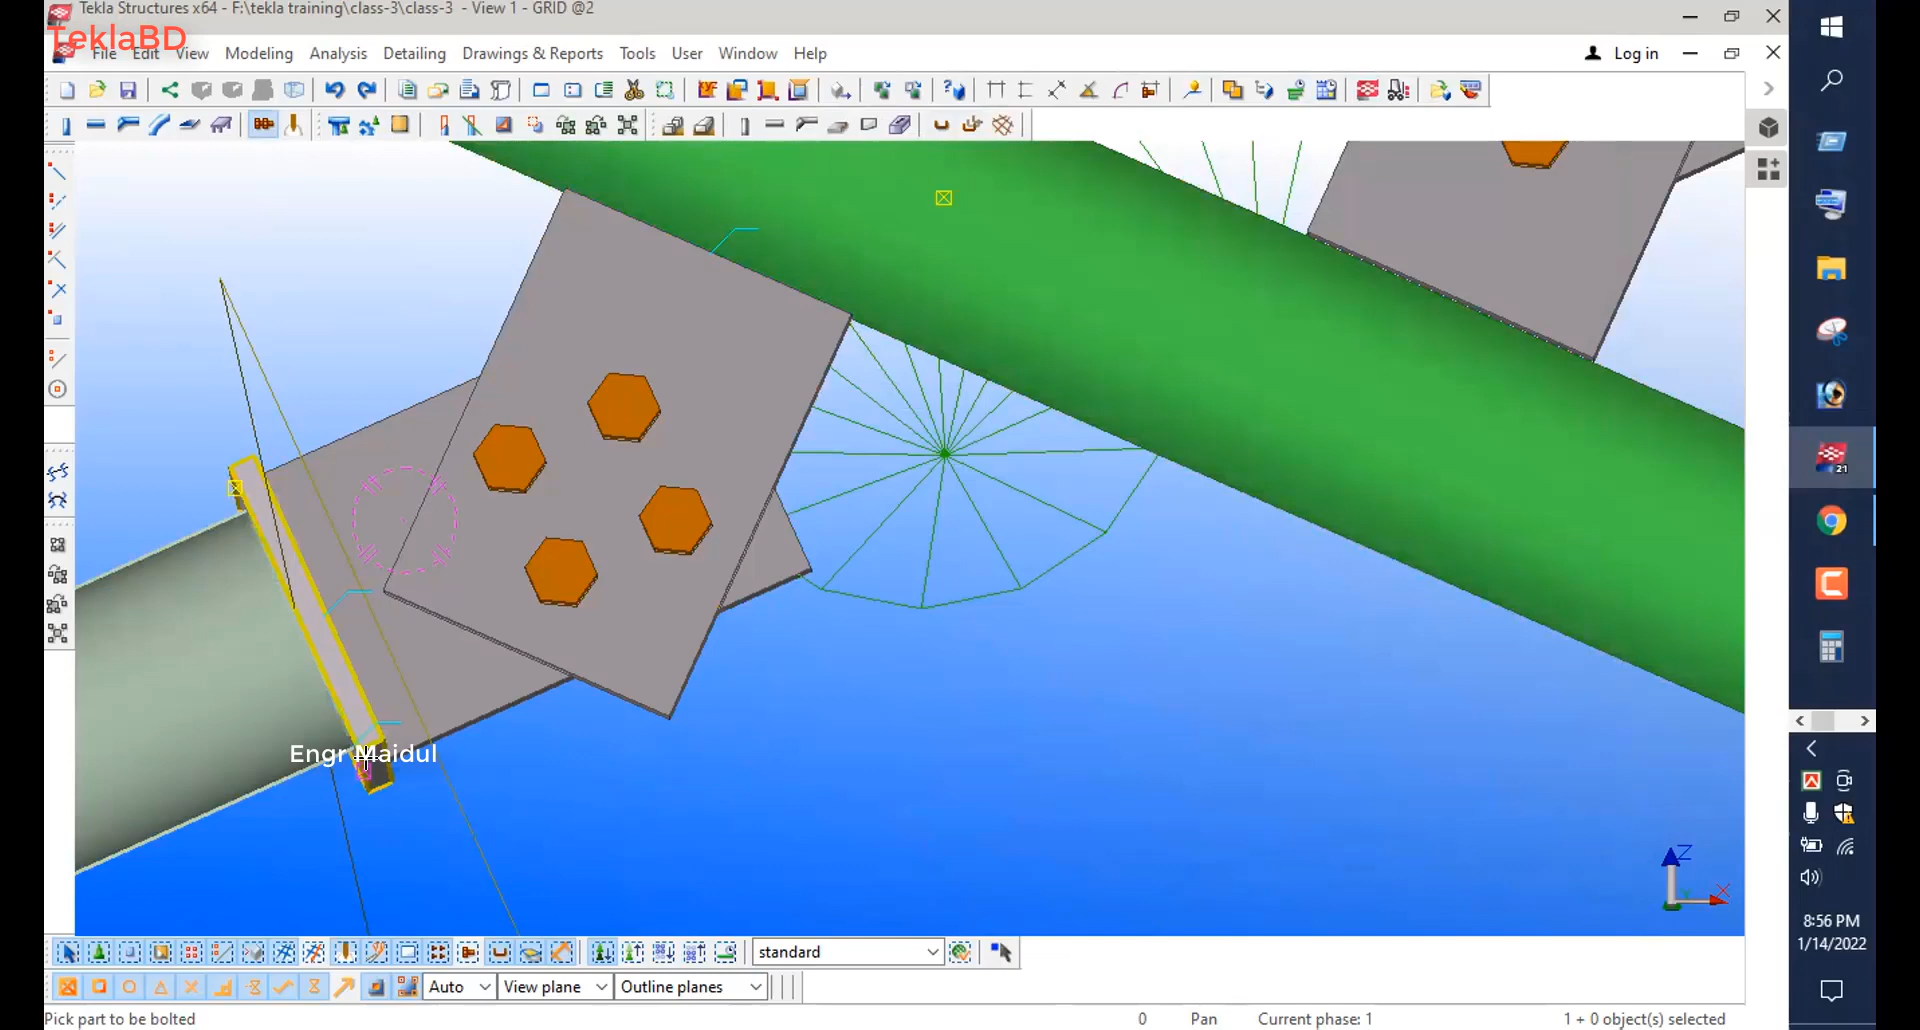 Tekla Structures x64 - F:\tekla training\class-3\class-3 - View 1 - GRID @2
TeklaBD
File Edit View Modeling Analysis Detailing Drawings & Reports Tools User Window Help
Log in
21
Engr Maidul
Z
X
8:56 PM
1/14/2022
standard
Auto
View plane
Outline planes
Pick part to be bolted
0
Pan
Current phase: 1
1 + 0 object(s) selected